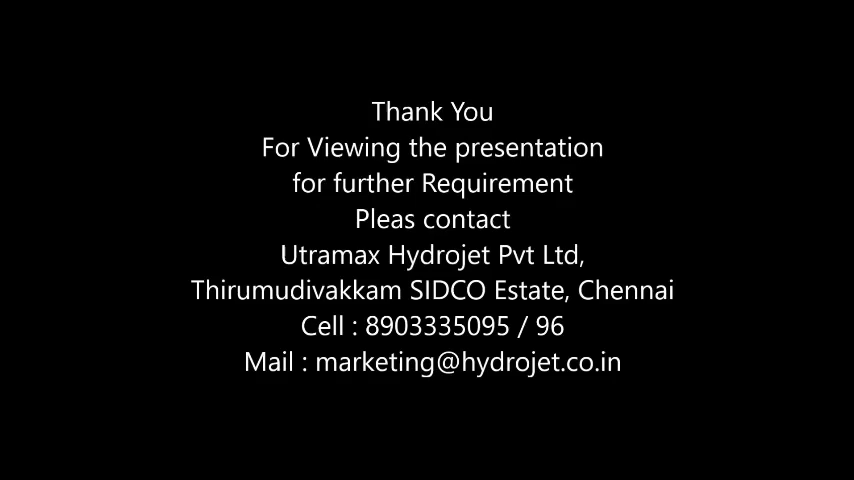 Thank You
For Viewing the presentation
for further Requirement
Pleas contact
Utramax Hydrojet Pvt Ltd,
Thirumudivakkam SIDCO Estate, Chennai
Cell : 8903335095 / 96
Mail : marketing@hydrojet.co.in